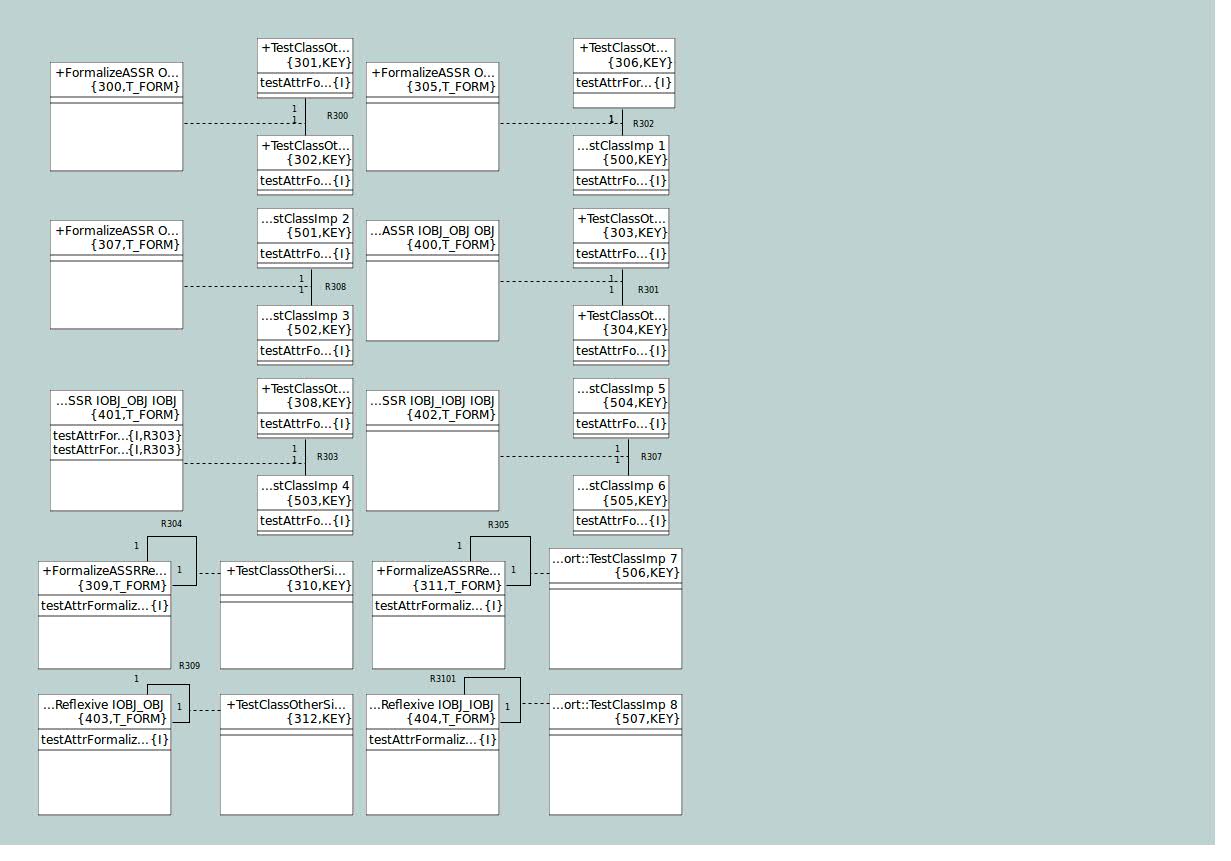 +FormalizeASSR O...
{300,T_FORM}
+TestClassOt...
{301,KEY}
testAttrFo...{I}
1
1
R300
+TestClassOt...
{302,KEY}
testAttrFo...{I}
+FormalizeASSR O...
{305,T_FORM}
+TestClassOt...
{306,KEY}
testAttrFor...{I}
1
R302
...stClassImp 1
{500,KEY}
testAttrFo...{I}
+FormalizeASSR O...
{307,T_FORM}
...stClassImp 2
{501,KEY}
testAttrFo...{I}
1
1
R308
...stClassImp 3
{502,KEY}
testAttrFo...{I}
...ASSR IOBJ_OBJ OBJ
{400,T_FORM}
+TestClassOt...
{303,KEY}
testAttrFo...{I}
1
1
R301
+TestClassOt...
{304,KEY}
testAttrFo...{I}
...SSR IOBJ_OBJ IOBJ
{401,T_FORM}
testAttrFor...{I,R303}
testAttrFor...{I,R303}
+TestClassOt...
{308,KEY}
testAttrFo...{I}
1
1
R303
...stClassImp 4
{503,KEY}
testAttrFo...{I}
...SSR IOBJ_IOBJ IOBJ
{402,T_FORM}
...stClassImp 5
{504,KEY}
testAttrFo...{I}
1
1
R307
...stClassImp 6
{505,KEY}
testAttrFo...{I}
R304
1
1
+FormalizeASSRRe...
{309,T_FORM}
testAttrFormaliz...{I}
+TestClassOtherSi...
{310,KEY}
R305
1
1
+FormalizeASSRRe...
{311,T_FORM}
testAttrFormaliz...{I}
...ort::TestClassImp 7
{506,KEY}
R309
1
1
...Reflexive IOBJ_OBJ
{403,T_FORM}
testAttrFormaliz...{I}
+TestClassOtherSi...
{312,KEY}
R3101
1
...Reflexive IOBJ_IOBJ
{404,T_FORM}
testAttrFormaliz...{I}
...ort::TestClassImp 8
{507,KEY}